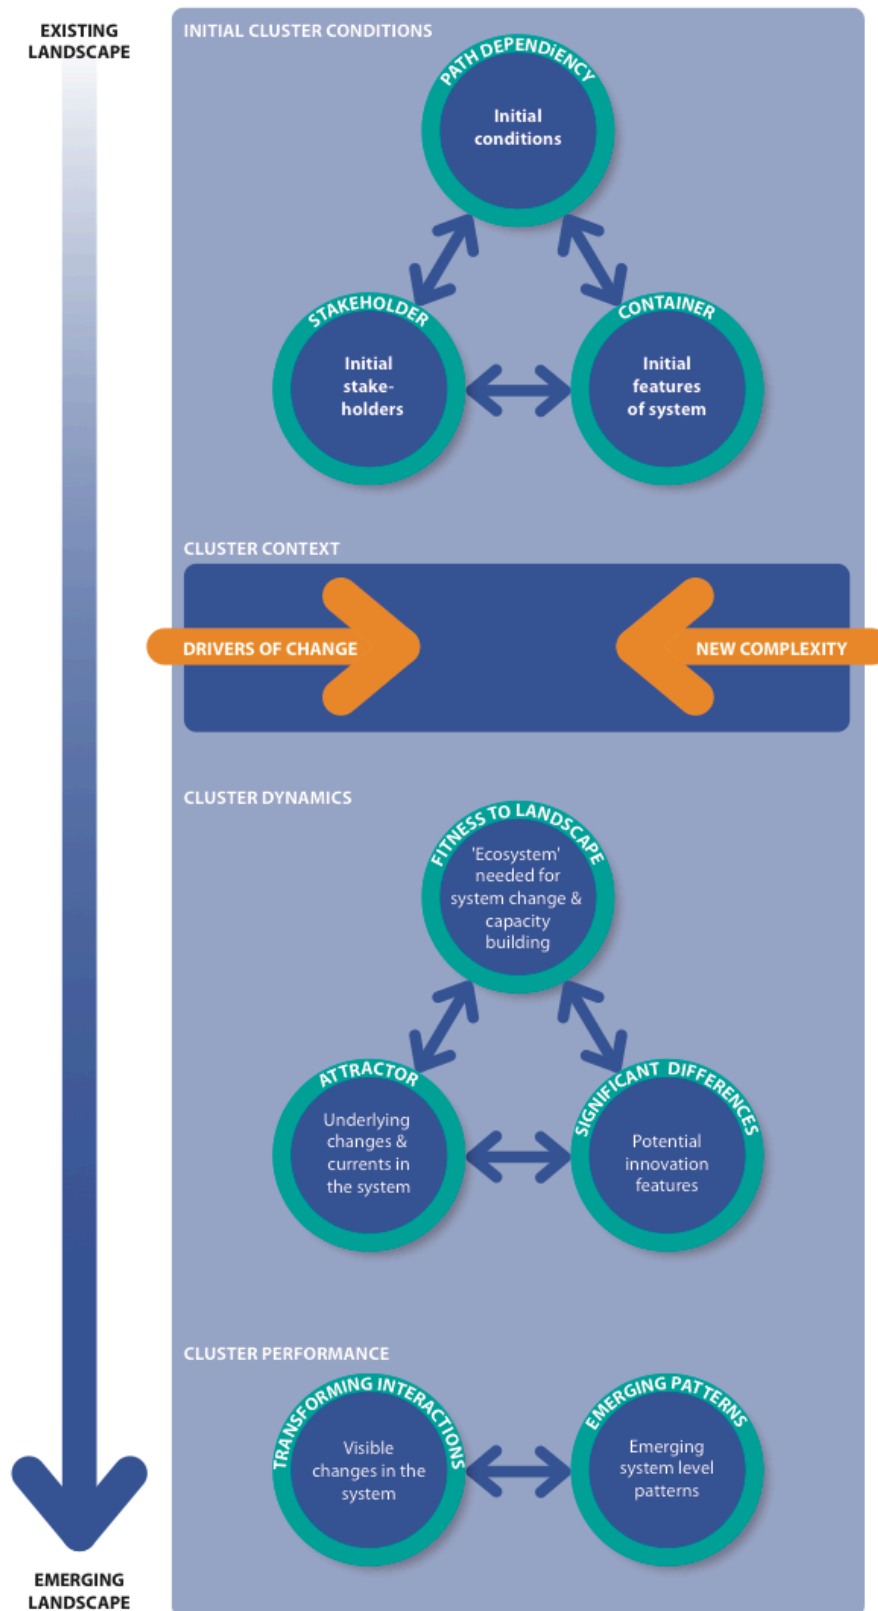 EXISTING
LANDSCAPE
INITIAL CLUSTER CONDITIONS
PATH DEPENDiENCY
Initial
conditions
STAKEHOLDER
Initial
stake-
holders
CONTAINER
Initial
features
of system
CLUSTER CONTEXT
DRIVERS OF CHANGE
NEW COMPLEXITY
CLUSTER DYNAMICS
FITNESS TO LANDSCAPE
'Ecosystem'
needed for
system change &
capacity
building
ATTRACTOR
Underlying
changes &
currents in
the system
SIGNIFICANT DIFFERENCES
Potential
innovation
features
CLUSTER PERFORMANCE
TRANSFORMING INTERACTIONS
Visible
changes in the
system
EMERGING PATTERNS
Emerging
system level
patterns
EMERGING
LANDSCAPE